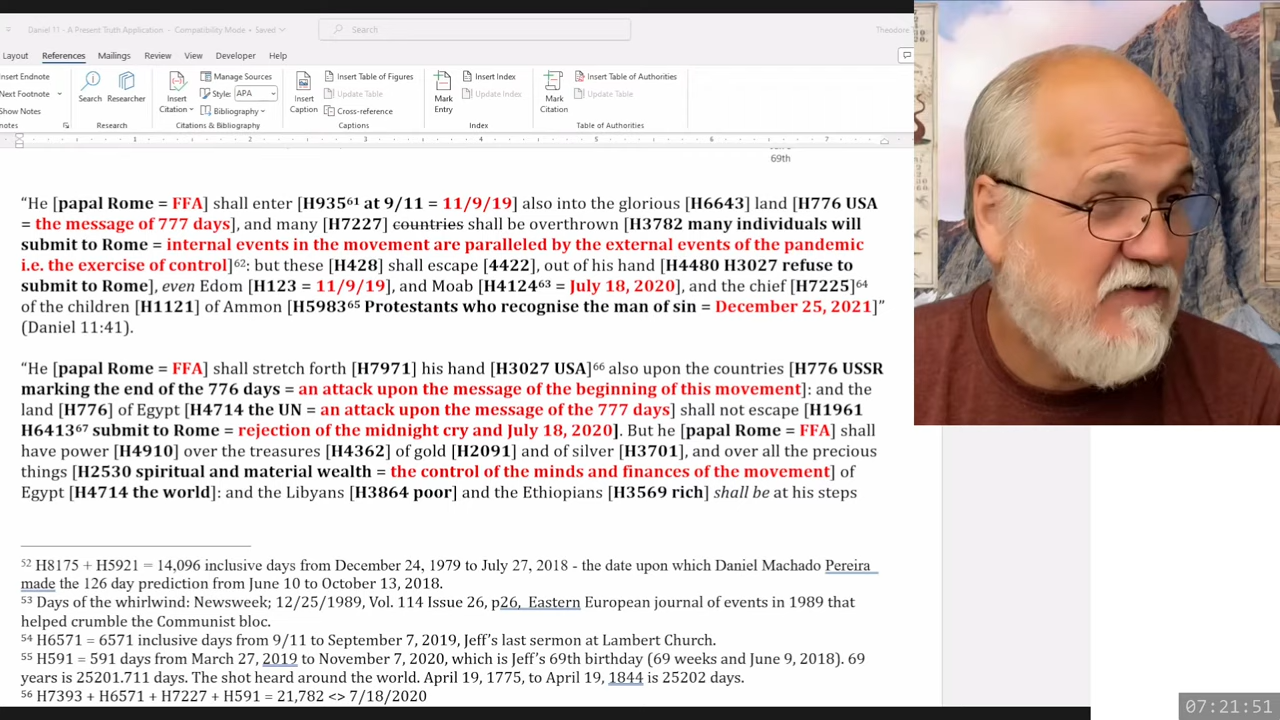 Daniel 11 - A Present Truth Application - Compatibility Mode • Saved
Search
Theodore
Layout References Mailings Review View Developer Help
Insert Endnote
Next Footnote
Show Notes
Search
Researcher
Research
Insert Citation
Manage Sources
Style: APA
Bibliography
Citations & Bibliography
Insert Caption
Insert Table of Figures
Update Table
Cross-reference
Captions
Mark Entry
Insert Index
Update Index
Index
Mark Citation
Insert Table of Authorities
Update Table
Table of Authorities
1 2 3 4 5 6 7
69th
“He [papal Rome = FFA] shall enter [H935⁶¹ at 9/11 = 11/9/19] also into the glorious [H6643] land [H776 USA
= the message of 777 days], and many [H7227] countries shall be overthrown [H3782 many individuals will
submit to Rome = internal events in the movement are paralleled by the external events of the pandemic
i.e. the exercise of control]⁶²: but these [H428] shall escape [4422], out of his hand [H4480 H3027 refuse to
submit to Rome], even Edom [H123 = 11/9/19], and Moab [H4124⁶³ = July 18, 2020], and the chief [H7225]⁶⁴
of the children [H1121] of Ammon [H5983⁶⁵ Protestants who recognise the man of sin = December 25, 2021]”
(Daniel 11:41).
“He [papal Rome = FFA] shall stretch forth [H7971] his hand [H3027 USA]⁶⁶ also upon the countries [H776 USSR
marking the end of the 776 days = an attack upon the message of the beginning of this movement]: and the
land [H776] of Egypt [H4714 the UN = an attack upon the message of the 777 days] shall not escape [H1961
H6413⁶⁷ submit to Rome = rejection of the midnight cry and July 18, 2020]. But he [papal Rome = FFA] shall
have power [H4910] over the treasures [H4362] of gold [H2091] and of silver [H3701], and over all the precious
things [H2530 spiritual and material wealth = the control of the minds and finances of the movement] of
Egypt [H4714 the world]: and the Libyans [H3864 poor] and the Ethiopians [H3569 rich] shall be at his steps
52 H8175 + H5921 = 14,096 inclusive days from December 24, 1979 to July 27, 2018 - the date upon which Daniel Machado Pereira
made the 126 day prediction from June 10 to October 13, 2018.
53 Days of the whirlwind: Newsweek; 12/25/1989, Vol. 114 Issue 26, p26, Eastern European journal of events in 1989 that
helped crumble the Communist bloc.
54 H6571 = 6571 inclusive days from 9/11 to September 7, 2019, Jeff’s last sermon at Lambert Church.
55 H591 = 591 days from March 27, 2019 to November 7, 2020, which is Jeff’s 69th birthday (69 weeks and June 9, 2018). 69
years is 25201.711 days. The shot heard around the world. April 19, 1775, to April 19, 1844 is 25202 days.
56 H7393 + H6571 + H7227 + H591 = 21,782 <> 7/18/2020
07:21:51